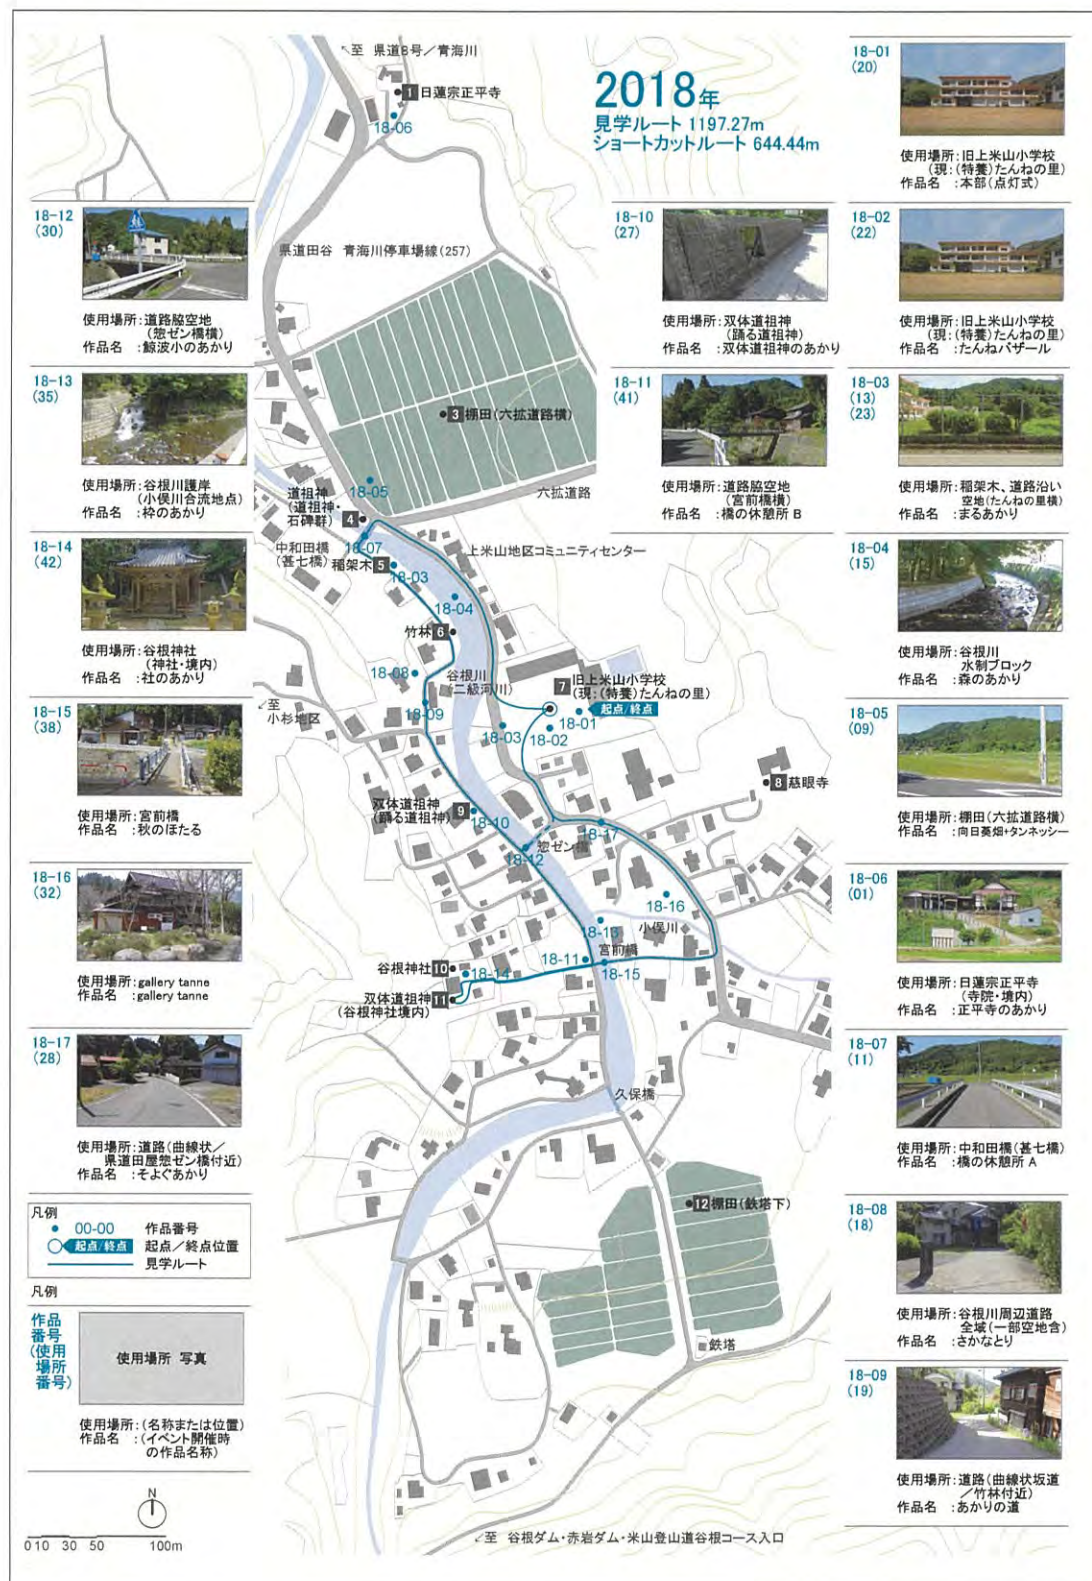 ↖至 県道8号／青海川
1 日蓮宗正平寺
18-06
2018年
見学ルート 1197.27m
ショートカットルート 644.44m
県道田谷 青海川停車場線(257)
3 棚田(六拡道路横)
18-05
六拡道路
道祖神
(道祖神・
石碑群)
4
18-07
中和田橋
(甚七橋)
稲架木 5
18-03
上米山地区コミュニティセンター
18-04
竹林 6
谷根川
(二級河川)
18-08
旧上米山小学校
7 (現:(特養)たんねの里)
起点/終点
18-01
18-02
18-03
↙至
小杉地区
18-09
8 慈眼寺
双体道祖神
(踊る道祖神)
9
18-10
18-17
惣ゼン橋
18-12
18-16
18-13
小俣川
宮前橋
18-11
18-15
谷根神社 10
18-14
双体道祖神 11
(谷根神社境内)
久保橋
12 棚田(鉄塔下)
鉄塔
↙至 谷根ダム・赤岩ダム・米山登山道谷根コース入口
18-12
(30)
使用場所:道路脇空地
(惣ゼン橋横)
作品名 :鯨波小のあかり
18-13
(35)
使用場所:谷根川護岸
(小俣川合流地点)
作品名 :枠のあかり
18-14
(42)
使用場所:谷根神社
(神社・境内)
作品名 :社のあかり
18-15
(38)
使用場所:宮前橋
作品名 :秋のほたる
18-16
(32)
使用場所:gallery tanne
作品名 :gallery tanne
18-17
(28)
使用場所:道路(曲線状／
県道田屋惣ゼン橋付近)
作品名 :そよぐあかり
凡例
00-00 作品番号
起点/終点 起点／終点位置
見学ルート
凡例
作品
番号
(使用
場所
番号)
使用場所 写真
使用場所:(名称または位置)
作品名 :(イベント開催時
の作品名称)
N
0 10 30 50 100m
18-10
(27)
使用場所:双体道祖神
(踊る道祖神)
作品名 :双体道祖神のあかり
18-11
(41)
使用場所:道路脇空地
(宮前橋横)
作品名 :橋の休憩所 B
18-01
(20)
使用場所:旧上米山小学校
(現:(特養)たんねの里)
作品名 :本部(点灯式)
18-02
(22)
使用場所:旧上米山小学校
(現:(特養)たんねの里)
作品名 :たんねバザール
18-03
(13)
(23)
使用場所:稲架木、道路沿い
空地(たんねの里横)
作品名 :まるあかり
18-04
(15)
使用場所:谷根川
水制ブロック
作品名 :森のあかり
18-05
(09)
使用場所:棚田(六拡道路横)
作品名 :向日葵畑+タンネッシー
18-06
(01)
使用場所:日蓮宗正平寺
(寺院・境内)
作品名 :正平寺のあかり
18-07
(11)
使用場所:中和田橋(甚七橋)
作品名 :橋の休憩所 A
18-08
(18)
使用場所:谷根川周辺道路
全域(一部空地含)
作品名 :さかなとり
18-09
(19)
使用場所:道路(曲線状坂道
／竹林付近)
作品名 :あかりの道